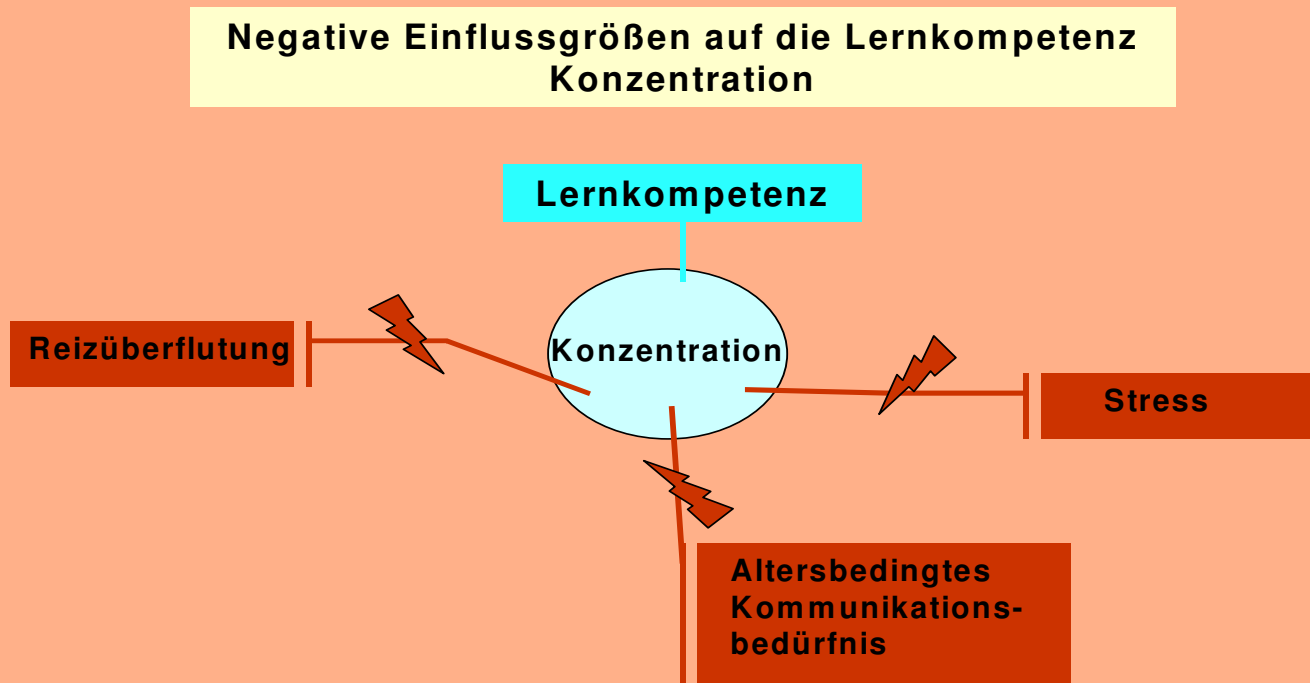 Negative Einflussgrößen auf die Lernkompetenz
Konzentration
Lernkompetenz
Reizüberflutung
Konzentration
Stress
Altersbedingtes
Kommunikations-
bedürfnis